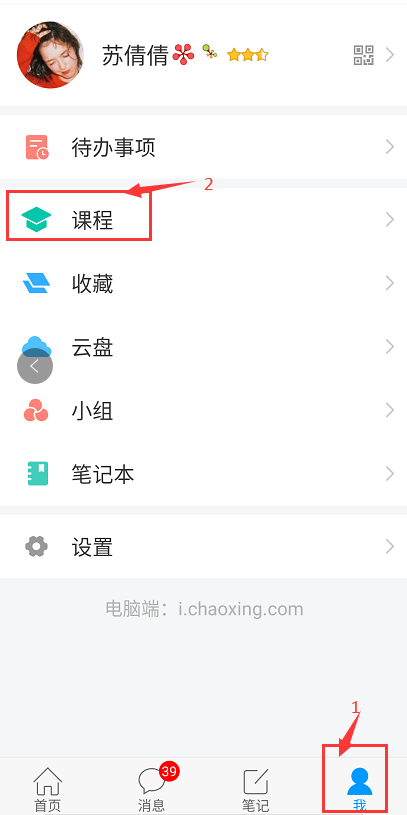 苏倩倩
待办事项
2
课程
收藏
云盘
小组
笔记本
设置
电脑端：i.chaoxing.com
1
39
首页
消息
笔记
我